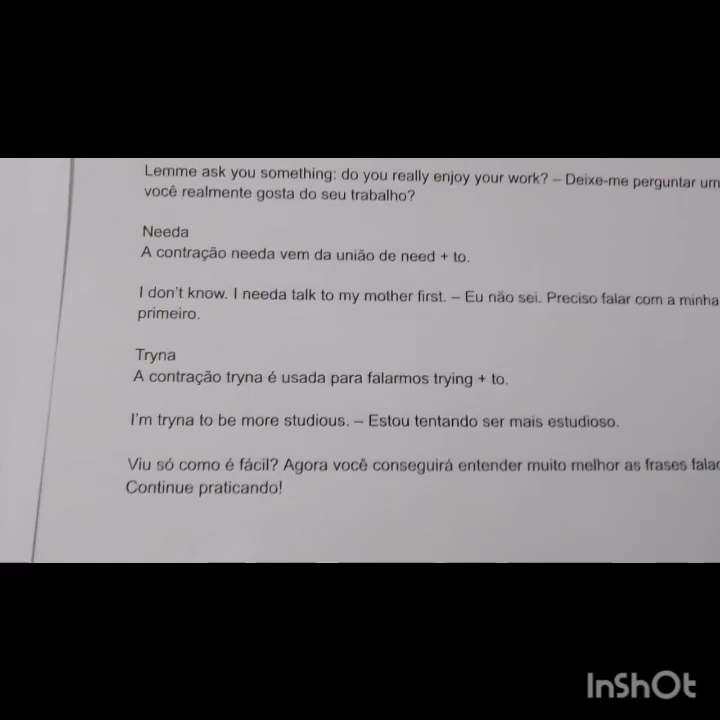 Lemme ask you something: do you really enjoy your work? – Deixe-me perguntar
você realmente gosta do seu trabalho?
Needa
A contração needa vem da união de need + to.
I don't know. I needa talk to my mother first. – Eu não sei. Preciso falar com a minha
primeiro.
Tryna
A contração tryna é usada para falarmos trying + to.
I'm tryna to be more studious. – Estou tentando ser mais estudioso.
Viu só como é fácil? Agora você conseguirá entender muito melhor as frases
Continue praticando!
InShOt